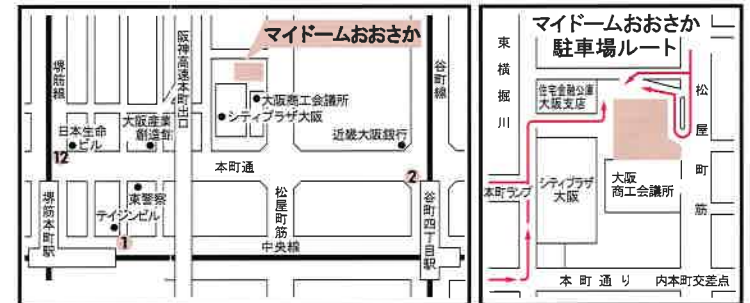 マイドームおおさか
堺筋線
阪神高速本町出口
谷町線
大阪商工会議所
シティプラザ大阪
日本生命
ビル
大阪産業
創造館
近畿大阪銀行
12
本町通
2
東警察
テイジンビル
1
堺筋本町駅
松屋町筋
中央線
谷町四丁目駅
マイドームおおさか
駐車場ルート
東横堀川
住宅金融公庫
大阪支店
松屋町筋
本町ランプ
シティプラザ
大阪
大阪
商工会議所
本町通り
内本町交差点